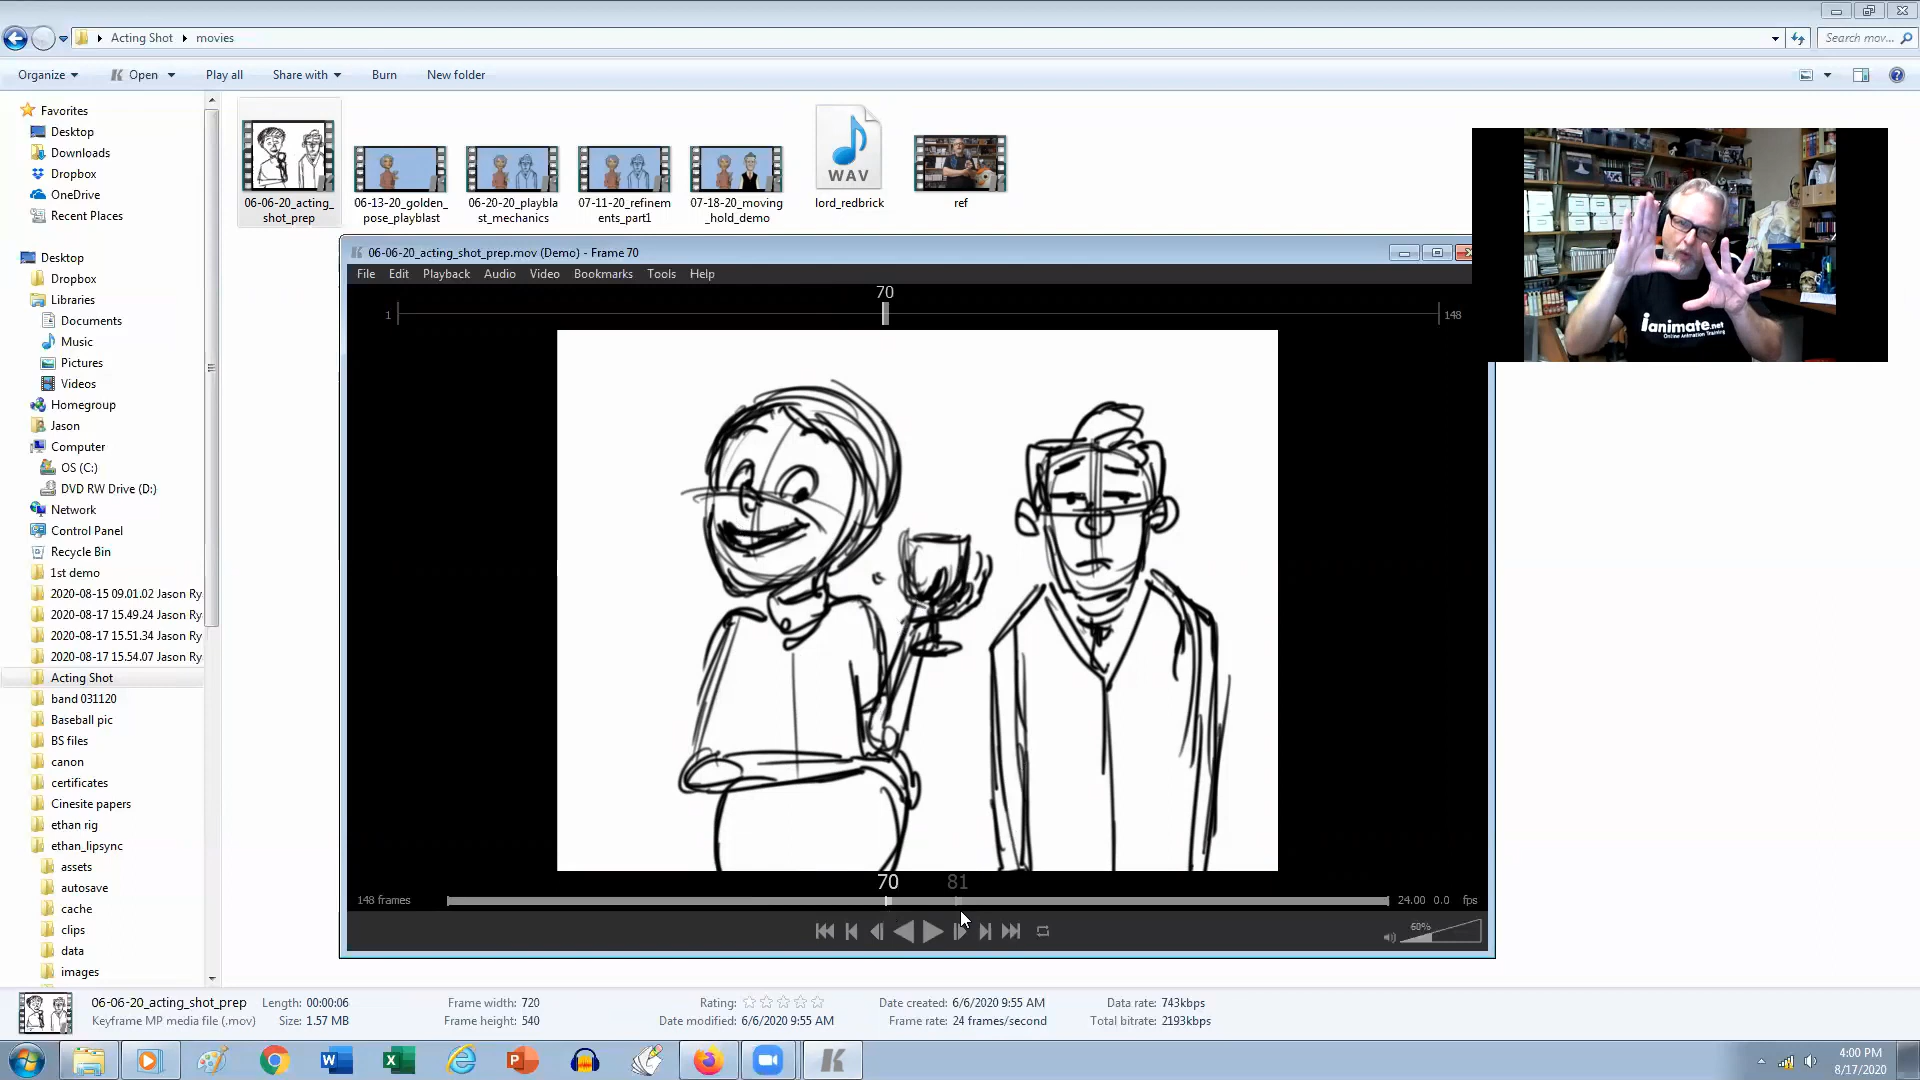 Acting Shot movies
Search mov...
Organize Open Play all Share with Burn New folder
Favorites
Desktop
Downloads
Dropbox
OneDrive
Recent Places
Desktop
Dropbox
Libraries
Documents
Music
Pictures
Videos
Homegroup
Jason
Computer
OS (C:)
DVD RW Drive (D:)
Network
Control Panel
Recycle Bin
1st demo
2020-08-15 09.01.02 Jason Ry
2020-08-17 15.49.24 Jason Ry
2020-08-17 15.51.34 Jason Ry
2020-08-17 15.54.07 Jason Ry
Acting Shot
band 031120
Baseball pic
BS files
canon
certificates
Cinesite papers
ethan rig
ethan_lipsync
assets
autosave
cache
clips
data
images
06-06-20_acting_
shot_prep
06-13-20_golden_
pose_playblast
06-20-20_playbla
st_mechanics
07-11-20_refinem
ents_part1
07-18-20_moving
_hold_demo
WAV
lord_redbrick
ref
06-06-20_acting_shot_prep.mov (Demo) - Frame 70
File Edit Playback Audio Video Bookmarks Tools Help
70
1 148
70 81
148 frames 24.00 0.0 fps
60%
ianimate.net
Online Animation Training
06-06-20_acting_shot_prep Length: 00:00:06 Frame width: 720 Rating: Date created: 6/6/2020 9:55 AM Data rate: 743kbps
Keyframe MP media file (.mov) Size: 1.57 MB Frame height: 540 Date modified: 6/6/2020 9:55 AM Frame rate: 24 frames/second Total bitrate: 2193kbps
4:00 PM
8/17/2020